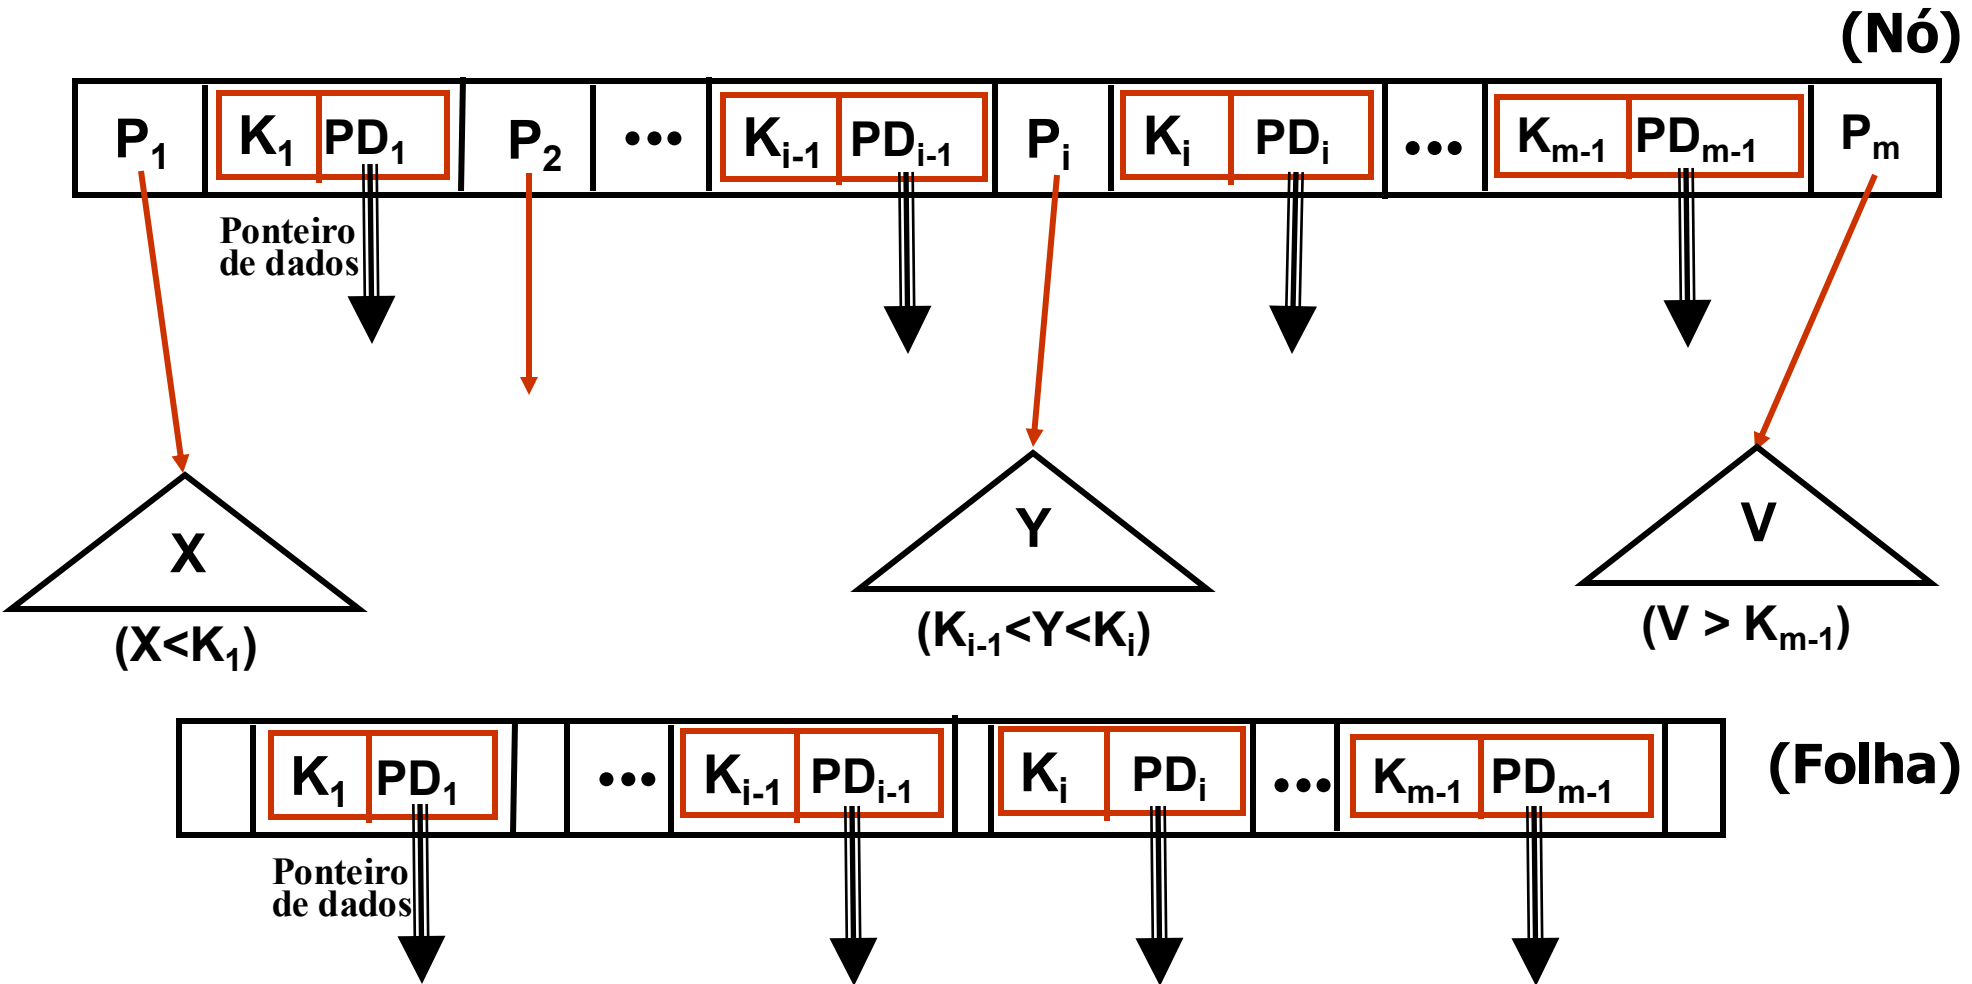 (Nó)
P₁ K₁ PD₁ P₂ ••• Kᵢ₋₁ PDᵢ₋₁ Pᵢ Kᵢ PDᵢ ••• Kₘ₋₁ PDₘ₋₁ Pₘ
Ponteiro
de dados
X Y V
(X<K₁) (Kᵢ₋₁<Y<Kᵢ) (V > Kₘ₋₁)
K₁ PD₁ ••• Kᵢ₋₁ PDᵢ₋₁ Kᵢ PDᵢ ••• Kₘ₋₁ PDₘ₋₁ (Folha)
Ponteiro
de dados